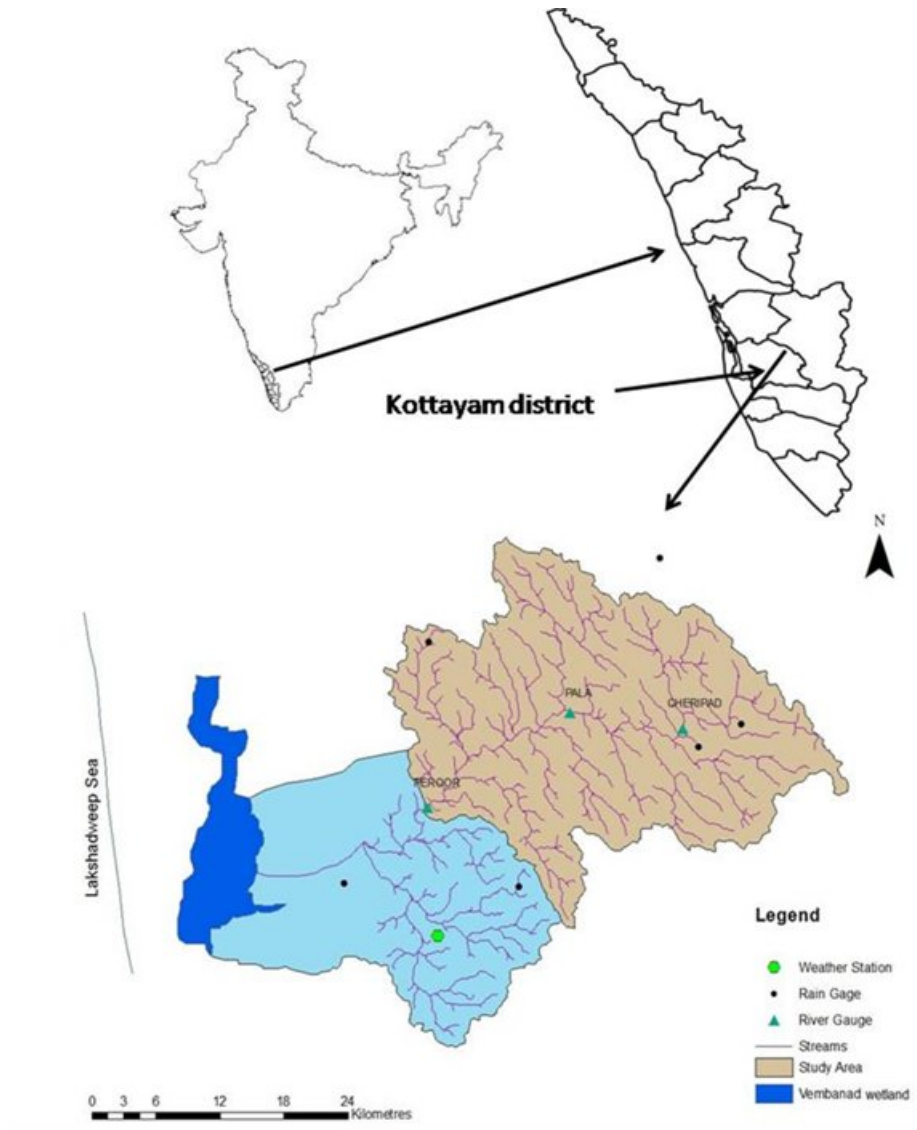 Kottayam district
N
PALA
CHERIPAD
PEROOR
Lakshadweep Sea
Legend
Weather Station
Rain Gage
River Gauge
Streams
Study Area
Vembanad wetland
0 3 6 12 18 24
Kilometres